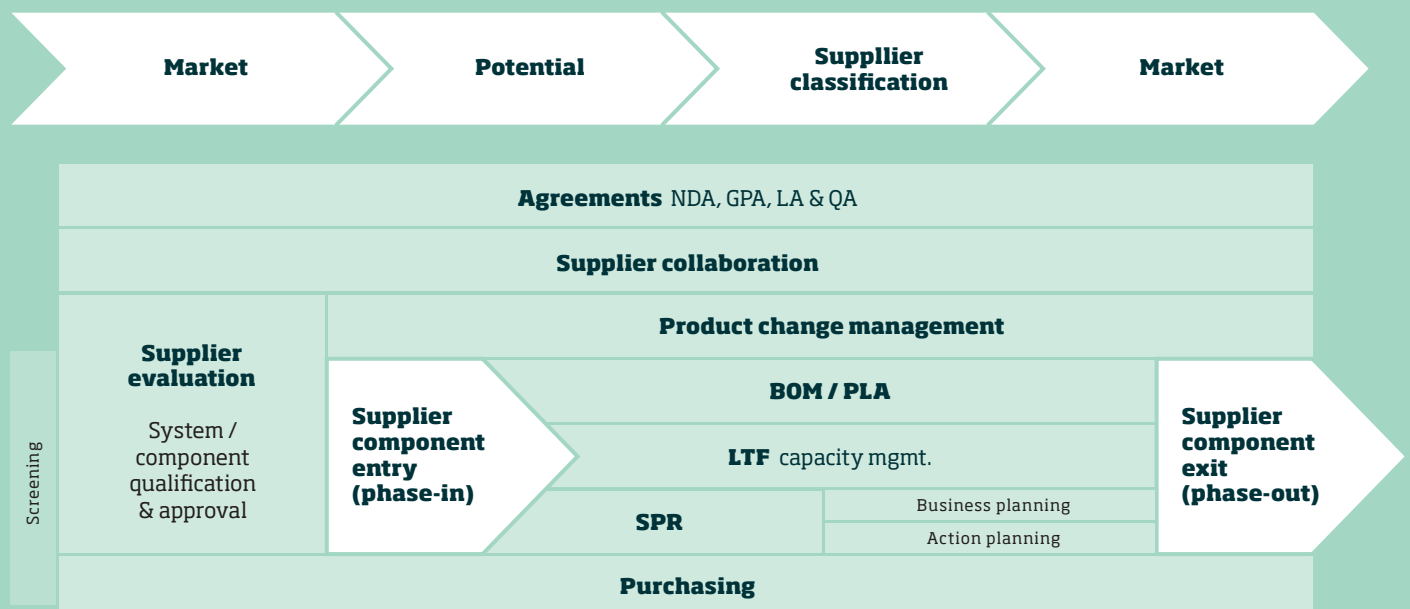 Market
Potential
Suppllier
classification
Market
Agreements NDA, GPA, LA & QA
Supplier collaboration
Product change management
Supplier
evaluation
System /
component
qualification
& approval
Screening
Supplier
component
entry
(phase-in)
BOM / PLA
LTF capacity mgmt.
SPR
Business planning
Action planning
Supplier
component
exit
(phase-out)
Purchasing